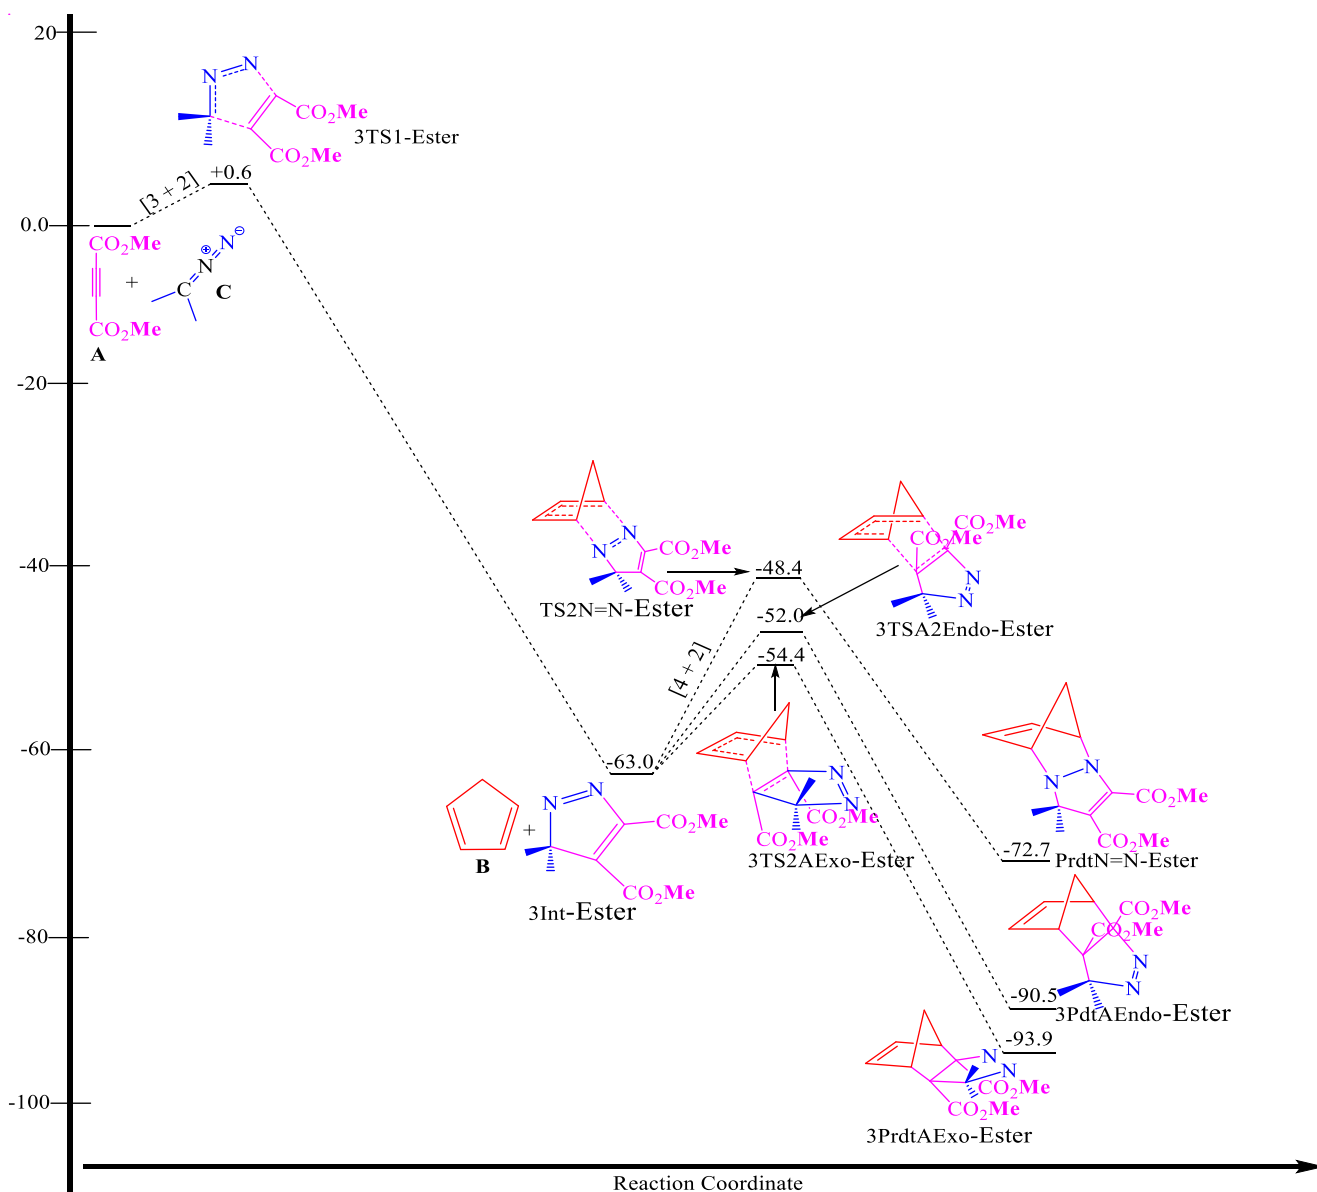 20
N
N
CO₂Me
CO₂Me
3TS1-Ester
+0.6
[3 + 2]
0.0
CO₂Me
+
C
N
⊕
N
⊖
C
CO₂Me
A
-20
-40
N
N
CO₂Me
CO₂Me
TS2N=N-Ester
-48.4
CO₂Me
CO₂Me
N
N
3TSA2Endo-Ester
-52.0
-54.4
[4 + 2]
-60
-63.0
N
N
CO₂Me
CO₂Me
3TS2AExo-Ester
B
+
N
N
CO₂Me
CO₂Me
3Int-Ester
N
N
CO₂Me
CO₂Me
-72.7
PrdtN=N-Ester
-80
CO₂Me
CO₂Me
N
N
-90.5
3PdtAEndo-Ester
-93.9
N
N
CO₂Me
CO₂Me
3PrdtAExo-Ester
-100
Reaction Coordinate